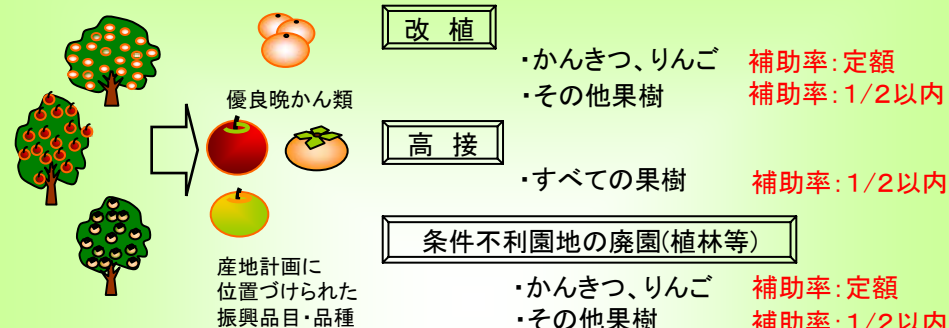 改 植
・かんきつ、りんご 補助率：定額
・その他果樹 補助率：1/2以内
優良晩かん類
高 接
・すべての果樹 補助率：1/2以内
条件不利園地の廃園(植林等)
産地計画に
位置づけられた
振興品目・品種
・かんきつ、りんご 補助率：定額
・その他果樹 補助率：1/2以内